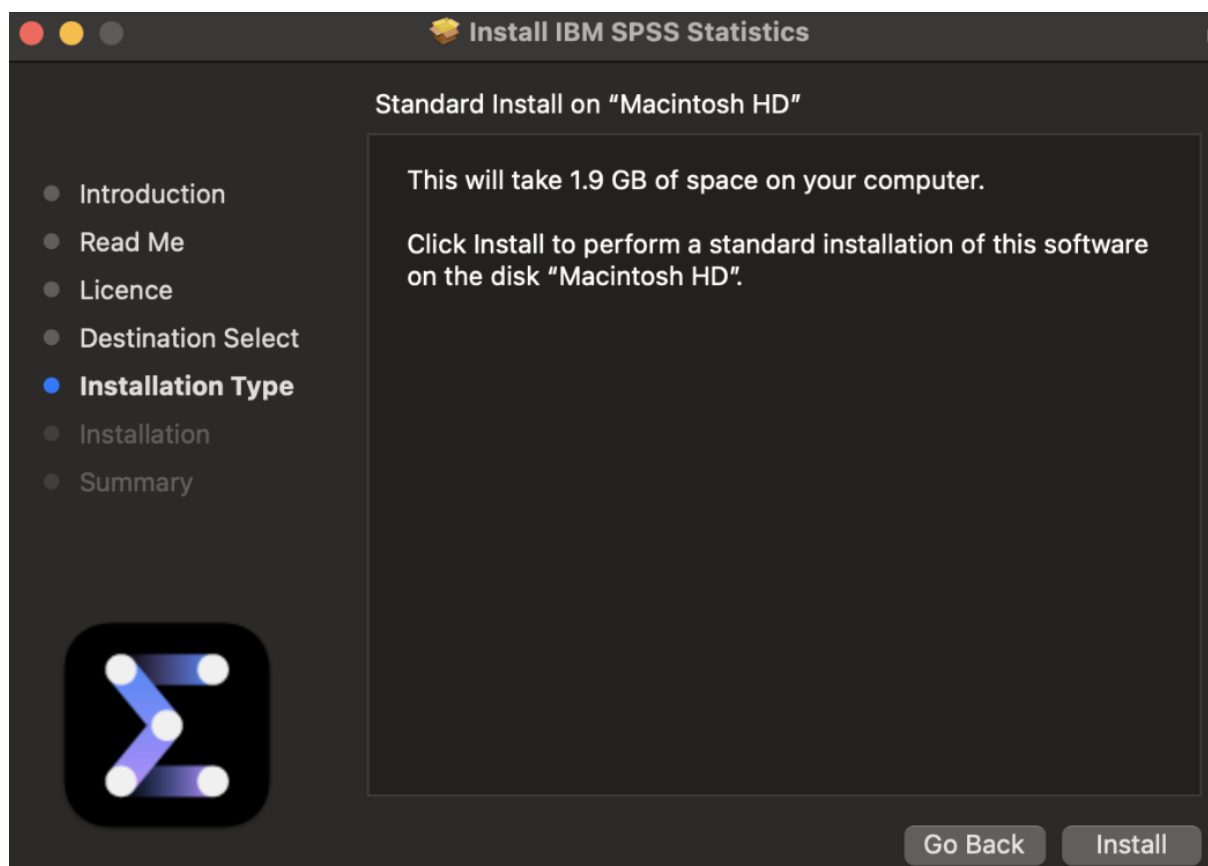 Install IBM SPSS Statistics
Standard Install on “Macintosh HD”
Introduction
Read Me
Licence
Destination Select
Installation Type
Installation
Summary
This will take 1.9 GB of space on your computer.
Click Install to perform a standard installation of this software
on the disk “Macintosh HD”.
Go Back
Install